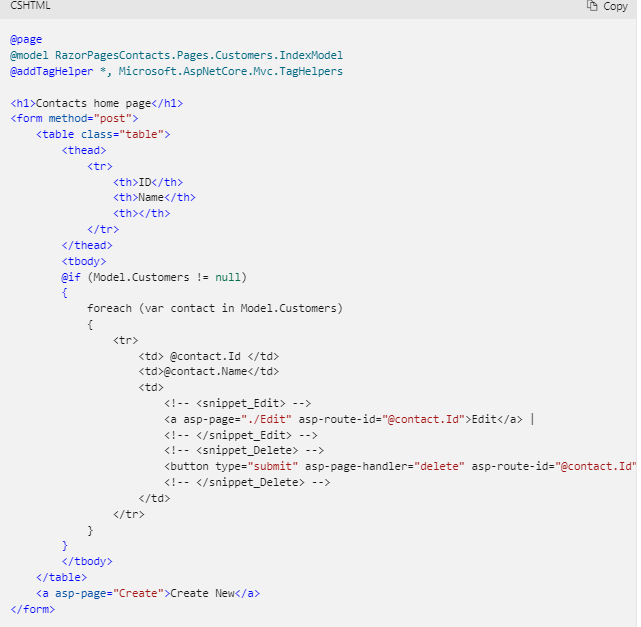 CSHTML
Copy
@page
@model RazorPagesContacts.Pages.Customers.IndexModel
@addTagHelper *, Microsoft.AspNetCore.Mvc.TagHelpers

<h1>Contacts home page</h1>
<form method="post">
    <table class="table">
        <thead>
            <tr>
                <th>ID</th>
                <th>Name</th>
                <th></th>
            </tr>
        </thead>
        <tbody>
        @if (Model.Customers != null)
        {
            foreach (var contact in Model.Customers)
            {
                <tr>
                    <td> @contact.Id </td>
                    <td>@contact.Name</td>
                    <td>
                        <!-- <snippet_Edit> -->
                        <a asp-page="./Edit" asp-route-id="@contact.Id">Edit</a> |
                        <!-- </snippet_Edit> -->
                        <!-- <snippet_Delete> -->
                        <button type="submit" asp-page-handler="delete" asp-route-id="@contact.Id"
                        <!-- </snippet_Delete> -->
                    </td>
                </tr>
            }
        }
        </tbody>
    </table>
    <a asp-page="Create">Create New</a>
</form>